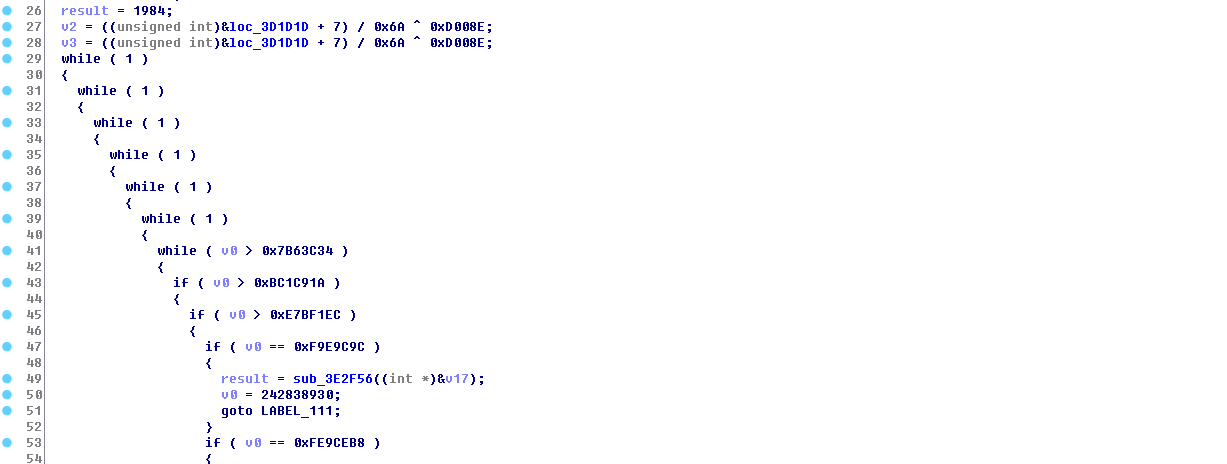 26 result = 1984;
27 v2 = ((unsigned int)&loc_3D1D1D + 7) / 0x6A ^ 0xD008E;
28 v3 = ((unsigned int)&loc_3D1D1D + 7) / 0x6A ^ 0xD008E;
29 while ( 1 )
30 {
31 while ( 1 )
32 {
33 while ( 1 )
34 {
35 while ( 1 )
36 {
37 while ( 1 )
38 {
39 while ( 1 )
40 {
41 while ( v0 > 0x7B63C34 )
42 {
43 if ( v0 > 0xBC1C91A )
44 {
45 if ( v0 > 0xE7BF1EC )
46 {
47 if ( v0 == 0xF9E9C9C )
48 {
49 result = sub_3E2F56((int *)&v17);
50 v0 = 242838930;
51 goto LABEL_111;
52 }
53 if ( v0 == 0xFE9CEB8 )
54 {